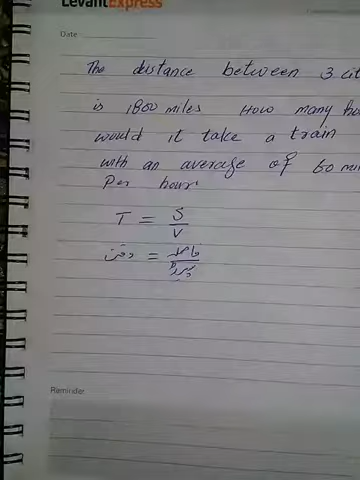 LevantExpress
Date
The distance between 3 cit
is 1800 miles How many ho
would it take a train
with an average of 60 mil
Per hour
T = S
V
=
Reminder